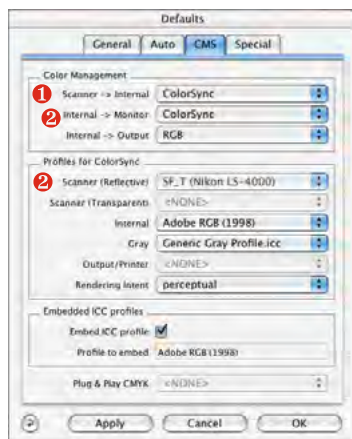 Defaults
General Auto CMS Special
Color Management
1 Scanner -> Internal ColorSync
2 Internal -> Monitor ColorSync
Internal -> Output RGB
Profiles for ColorSync
2 Scanner (Reflective) SF_T (Nikon LS-4000)
Scanner (Transparent) <NONE>
Internal Adobe RGB (1998)
Gray Generic Gray Profile.icc
Output/Printer <NONE>
Rendering Intent perceptual
Embedded ICC profiles
Embed ICC profile
Profile to embed Adobe RGB (1998)
Plug & Play CMYK <NONE>
? Apply Cancel OK